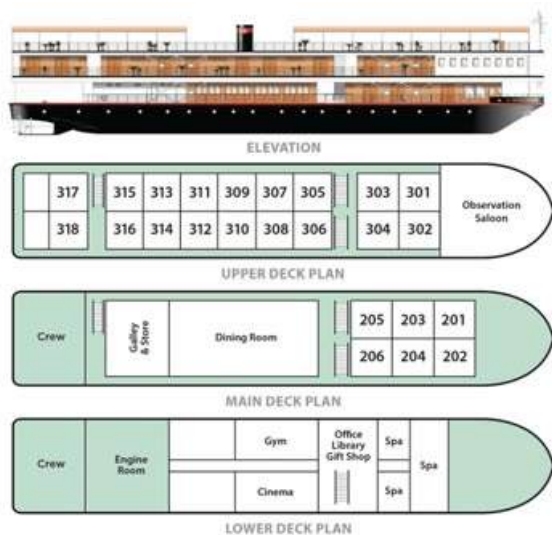 ELEVATION
317 315 313 311 309 307 305 303 301
Observation
Saloon
318 316 314 312 310 308 306 304 302
UPPER DECK PLAN
Crew
Galley
& Store
Dining Room
205 203 201
206 204 202
MAIN DECK PLAN
Crew
Engine
Room
Gym
Cinema
Office
Library
Gift Shop
Spa
Spa
Spa
LOWER DECK PLAN